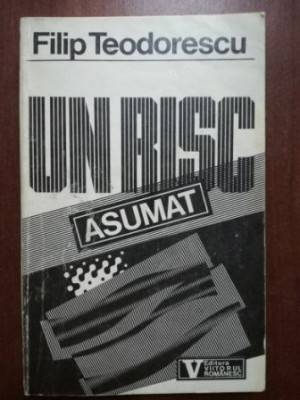 Filip Teodorescu
UN RISC
ASUMAT
V
Editura
VIITORUL
ROMÂNESC